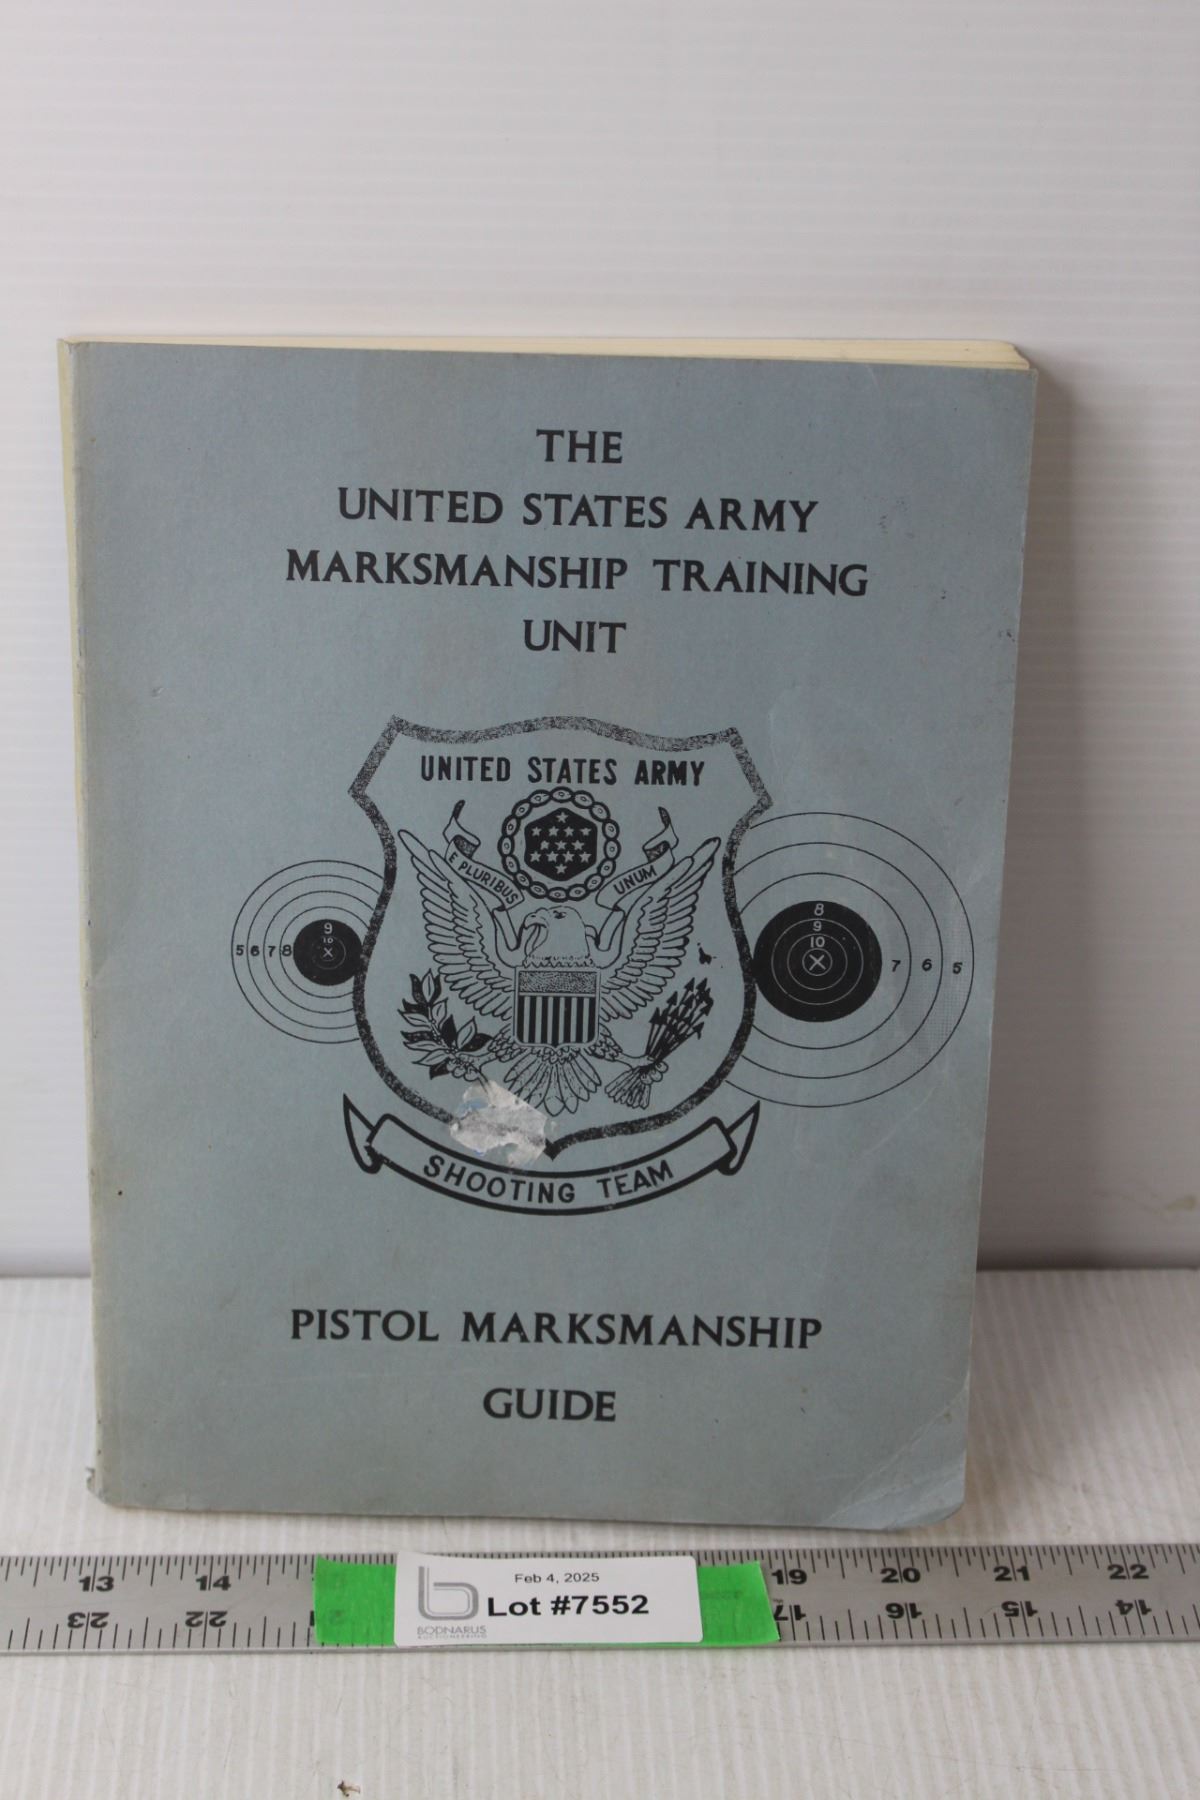 THE
UNITED STATES ARMY
MARKSMANSHIP TRAINING
UNIT
UNITED STATES ARMY
E PLURIBUS UNUM
9
10
X
5 6 7 8
8
9
10
X
7 6 5
SHOOTING TEAM
PISTOL MARKSMANSHIP
GUIDE
13 14 19 20 21 22
Feb 4, 2025
Lot #7552
BODNARUS
AUCTIONEERING
23 22 17 16 15 14